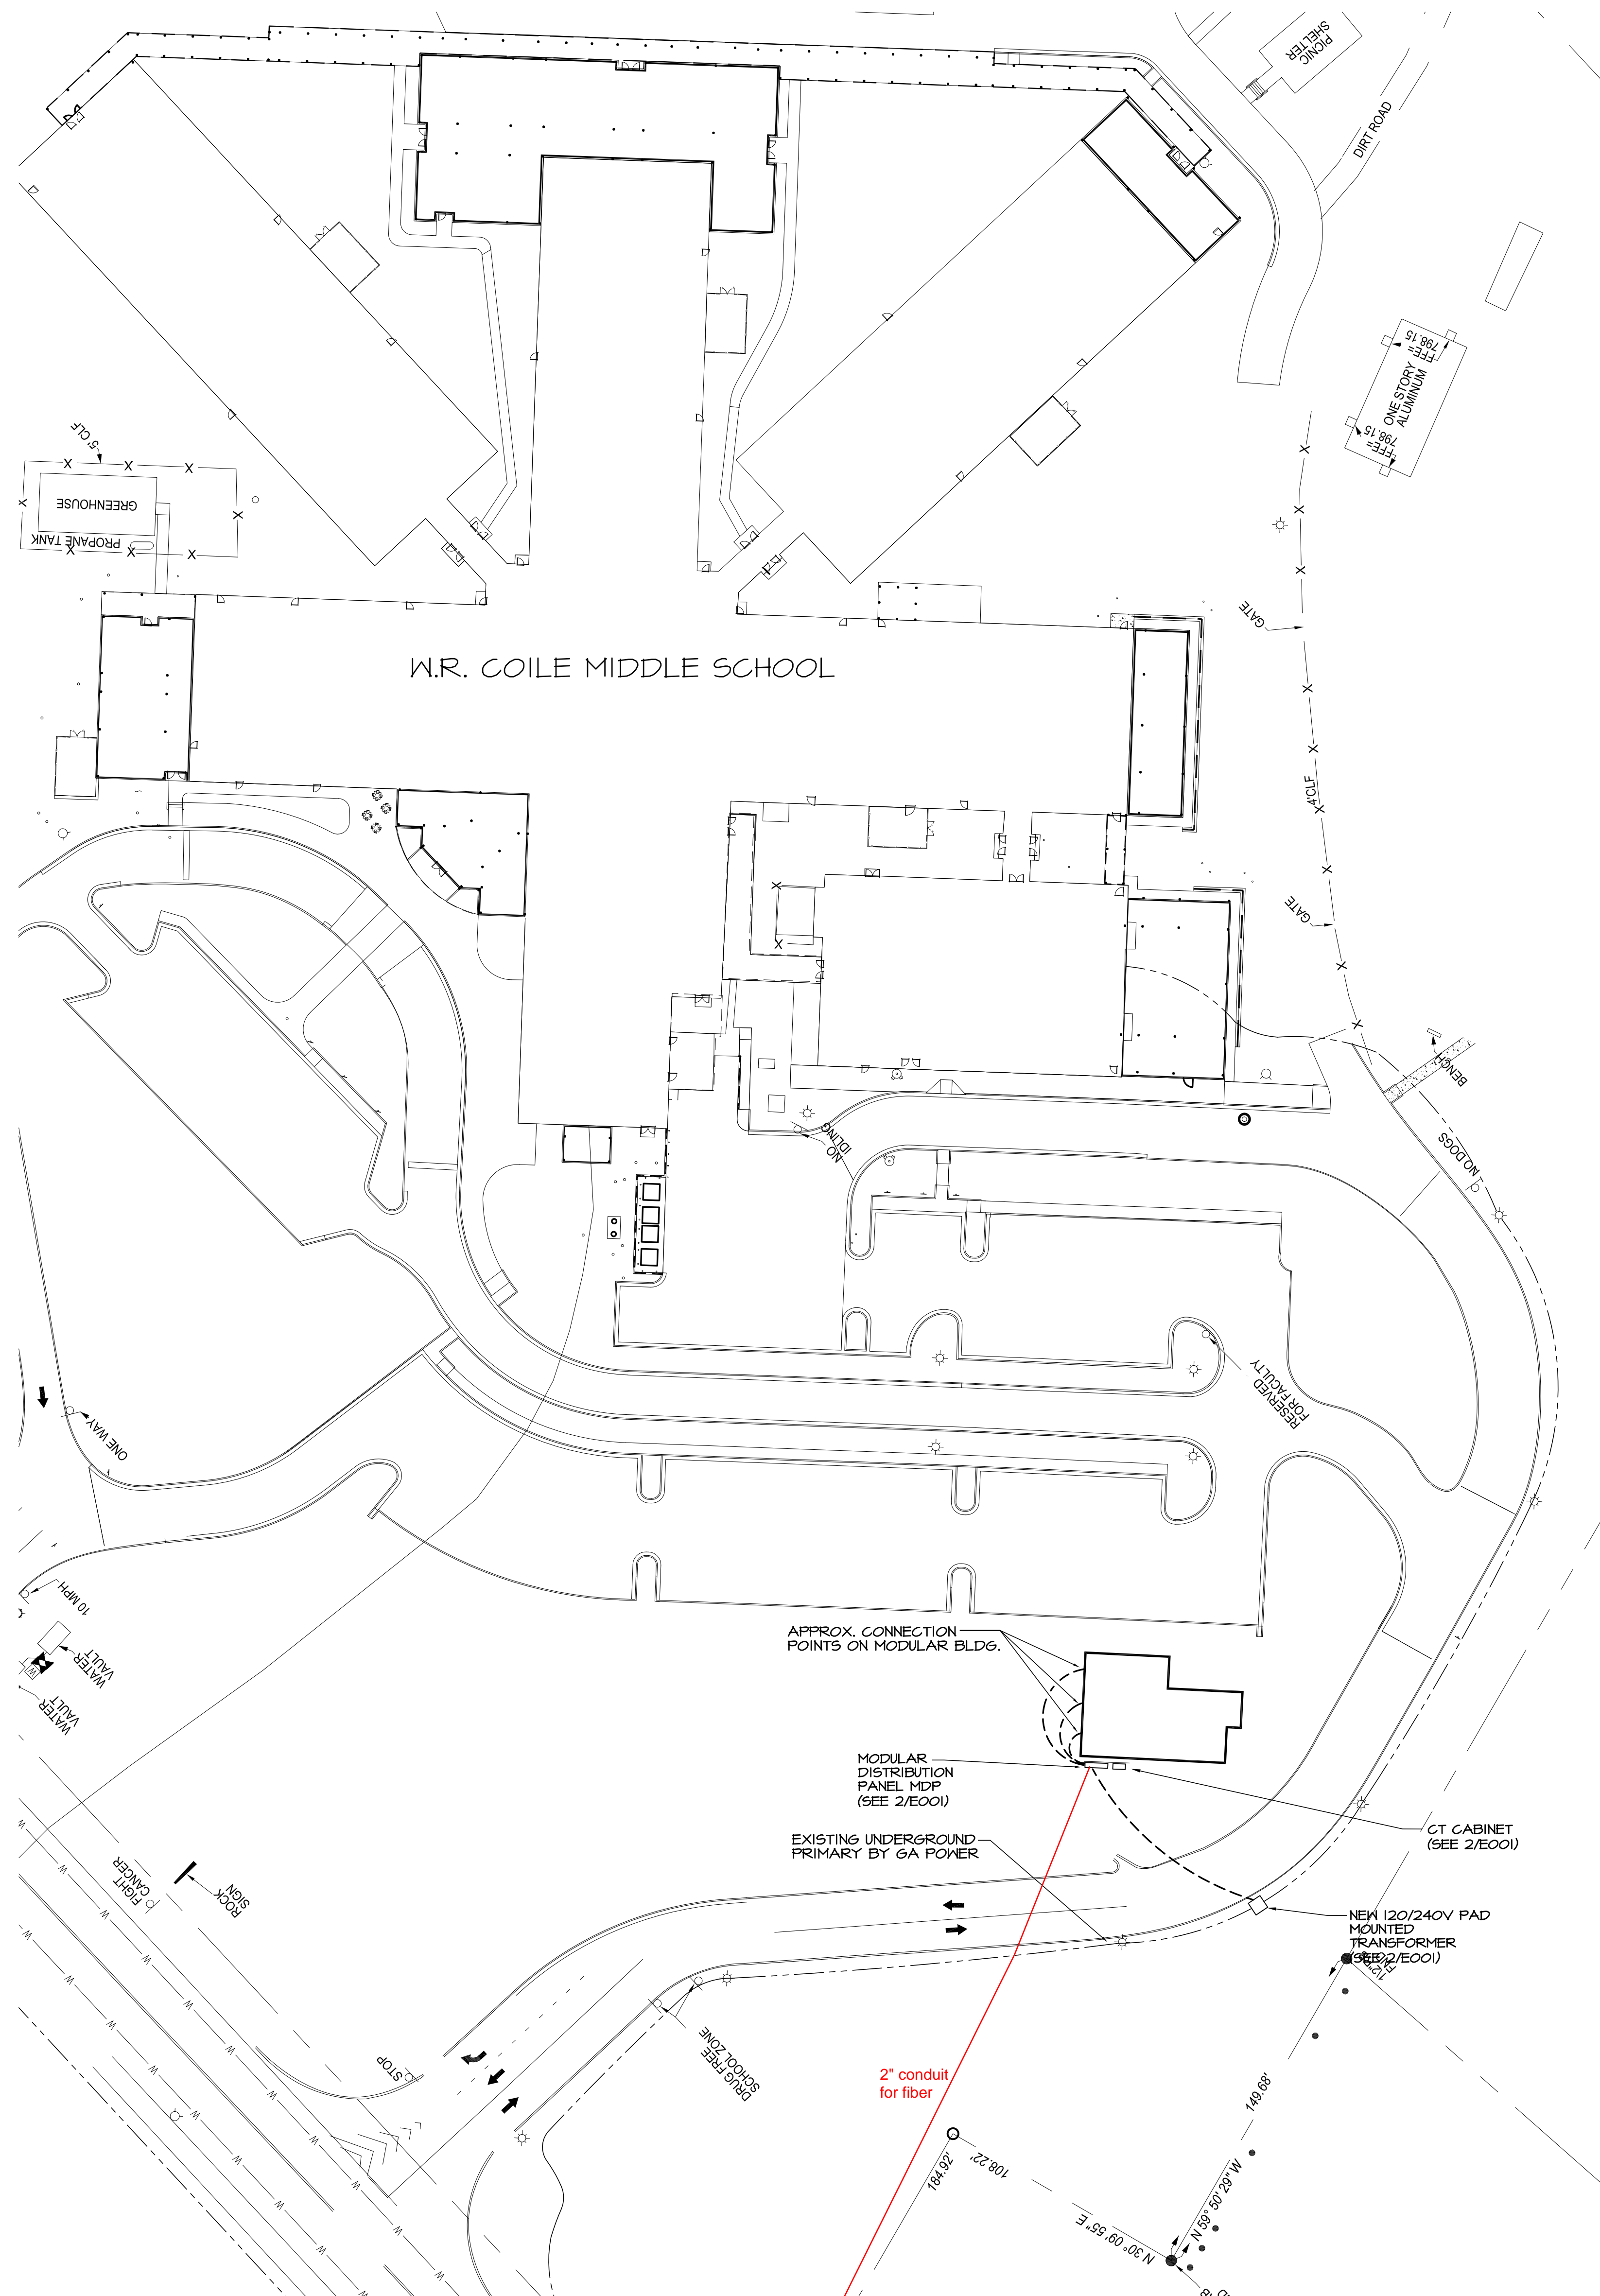 PICNIC
SHELTER
DIRT ROAD
FFE=
798.15
ONE STORY
ALUMINUM
FFE=
798.15
5' CLF
X X X
X
GREENHOUSE
X
PROPANE TANK
X X X
X
X
X
GATE
W.R. COILE MIDDLE SCHOOL
X
X
4'CLF
X
X
X
GATE
X
X
X
X
BENCH
NO
IDLING
NO DOGS
RESERVED
FOR FACULTY
ONE WAY
10 MPH
WATER
VAULT
W
WATER
VAULT
APPROX. CONNECTION
POINTS ON MODULAR BLDG.
MODULAR
DISTRIBUTION
PANEL MDP
(SEE 2/E001)
CT CABINET
(SEE 2/E001)
EXISTING UNDERGROUND
PRIMARY BY GA POWER
FIGHT
CANCER
ROCK
SIGN
NEW 120/240V PAD
MOUNTED
TRANSFORMER
(SEE 2/E001)
DRUG FREE
SCHOOL ZONE
STOP
2" conduit
for fiber
149.68'
184.92'
108.22'
N 59° 50' 29" W
N 30° 09' 55" E
W W W W W W W W W W W
W W W W W W W